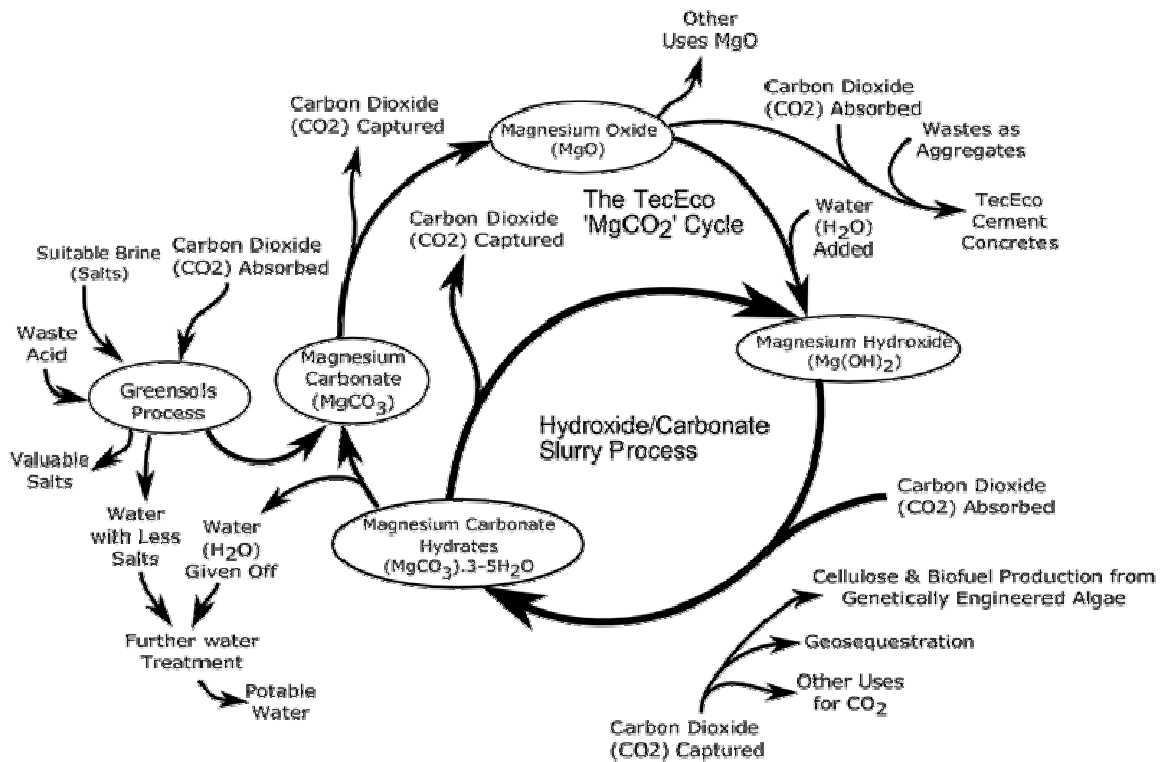 Other
Uses MgO
Carbon Dioxide
(CO2) Captured
Magnesium Oxide
(MgO)
Carbon Dioxide
(CO2) Absorbed
Wastes as
Aggregates
TecEco
Cement
Concretes
The TecEco
'MgCO2' Cycle
Water
(H2O)
Added
Carbon Dioxide
(CO2) Captured
Suitable Brine
(Salts)
Carbon Dioxide
(CO2) Absorbed
Waste
Acid
Greensols
Process
Magnesium
Carbonate
(MgCO3)
Magnesium Hydroxide
(Mg(OH)2)
Hydroxide/Carbonate
Slurry Process
Valuable
Salts
Water
with Less
Salts
Water
(H2O)
Given Off
Magnesium Carbonate
Hydrates
(MgCO3).3-5H2O
Carbon Dioxide
(CO2) Absorbed
Further water
Treatment
Potable
Water
Cellulose & Biofuel Production from
Genetically Engineered Algae
Geosequestration
Other Uses
for CO2
Carbon Dioxide
(CO2) Captured